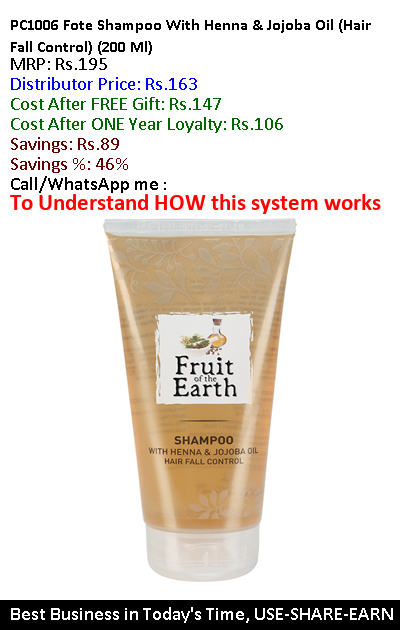 PC1006 Fote Shampoo With Henna & Jojoba Oil (Hair
Fall Control) (200 Ml)
MRP: Rs.195
Distributor Price: Rs.163
Cost After FREE Gift: Rs.147
Cost After ONE Year Loyalty: Rs.106
Savings: Rs.89
Savings %: 46%
Call/WhatsApp me :
To Understand HOW this system works
Fruit
of the
Earth
SHAMPOO
WITH HENNA & JOJOBA OIL
HAIR FALL CONTROL
Best Business in Today's Time, USE-SHARE-EARN